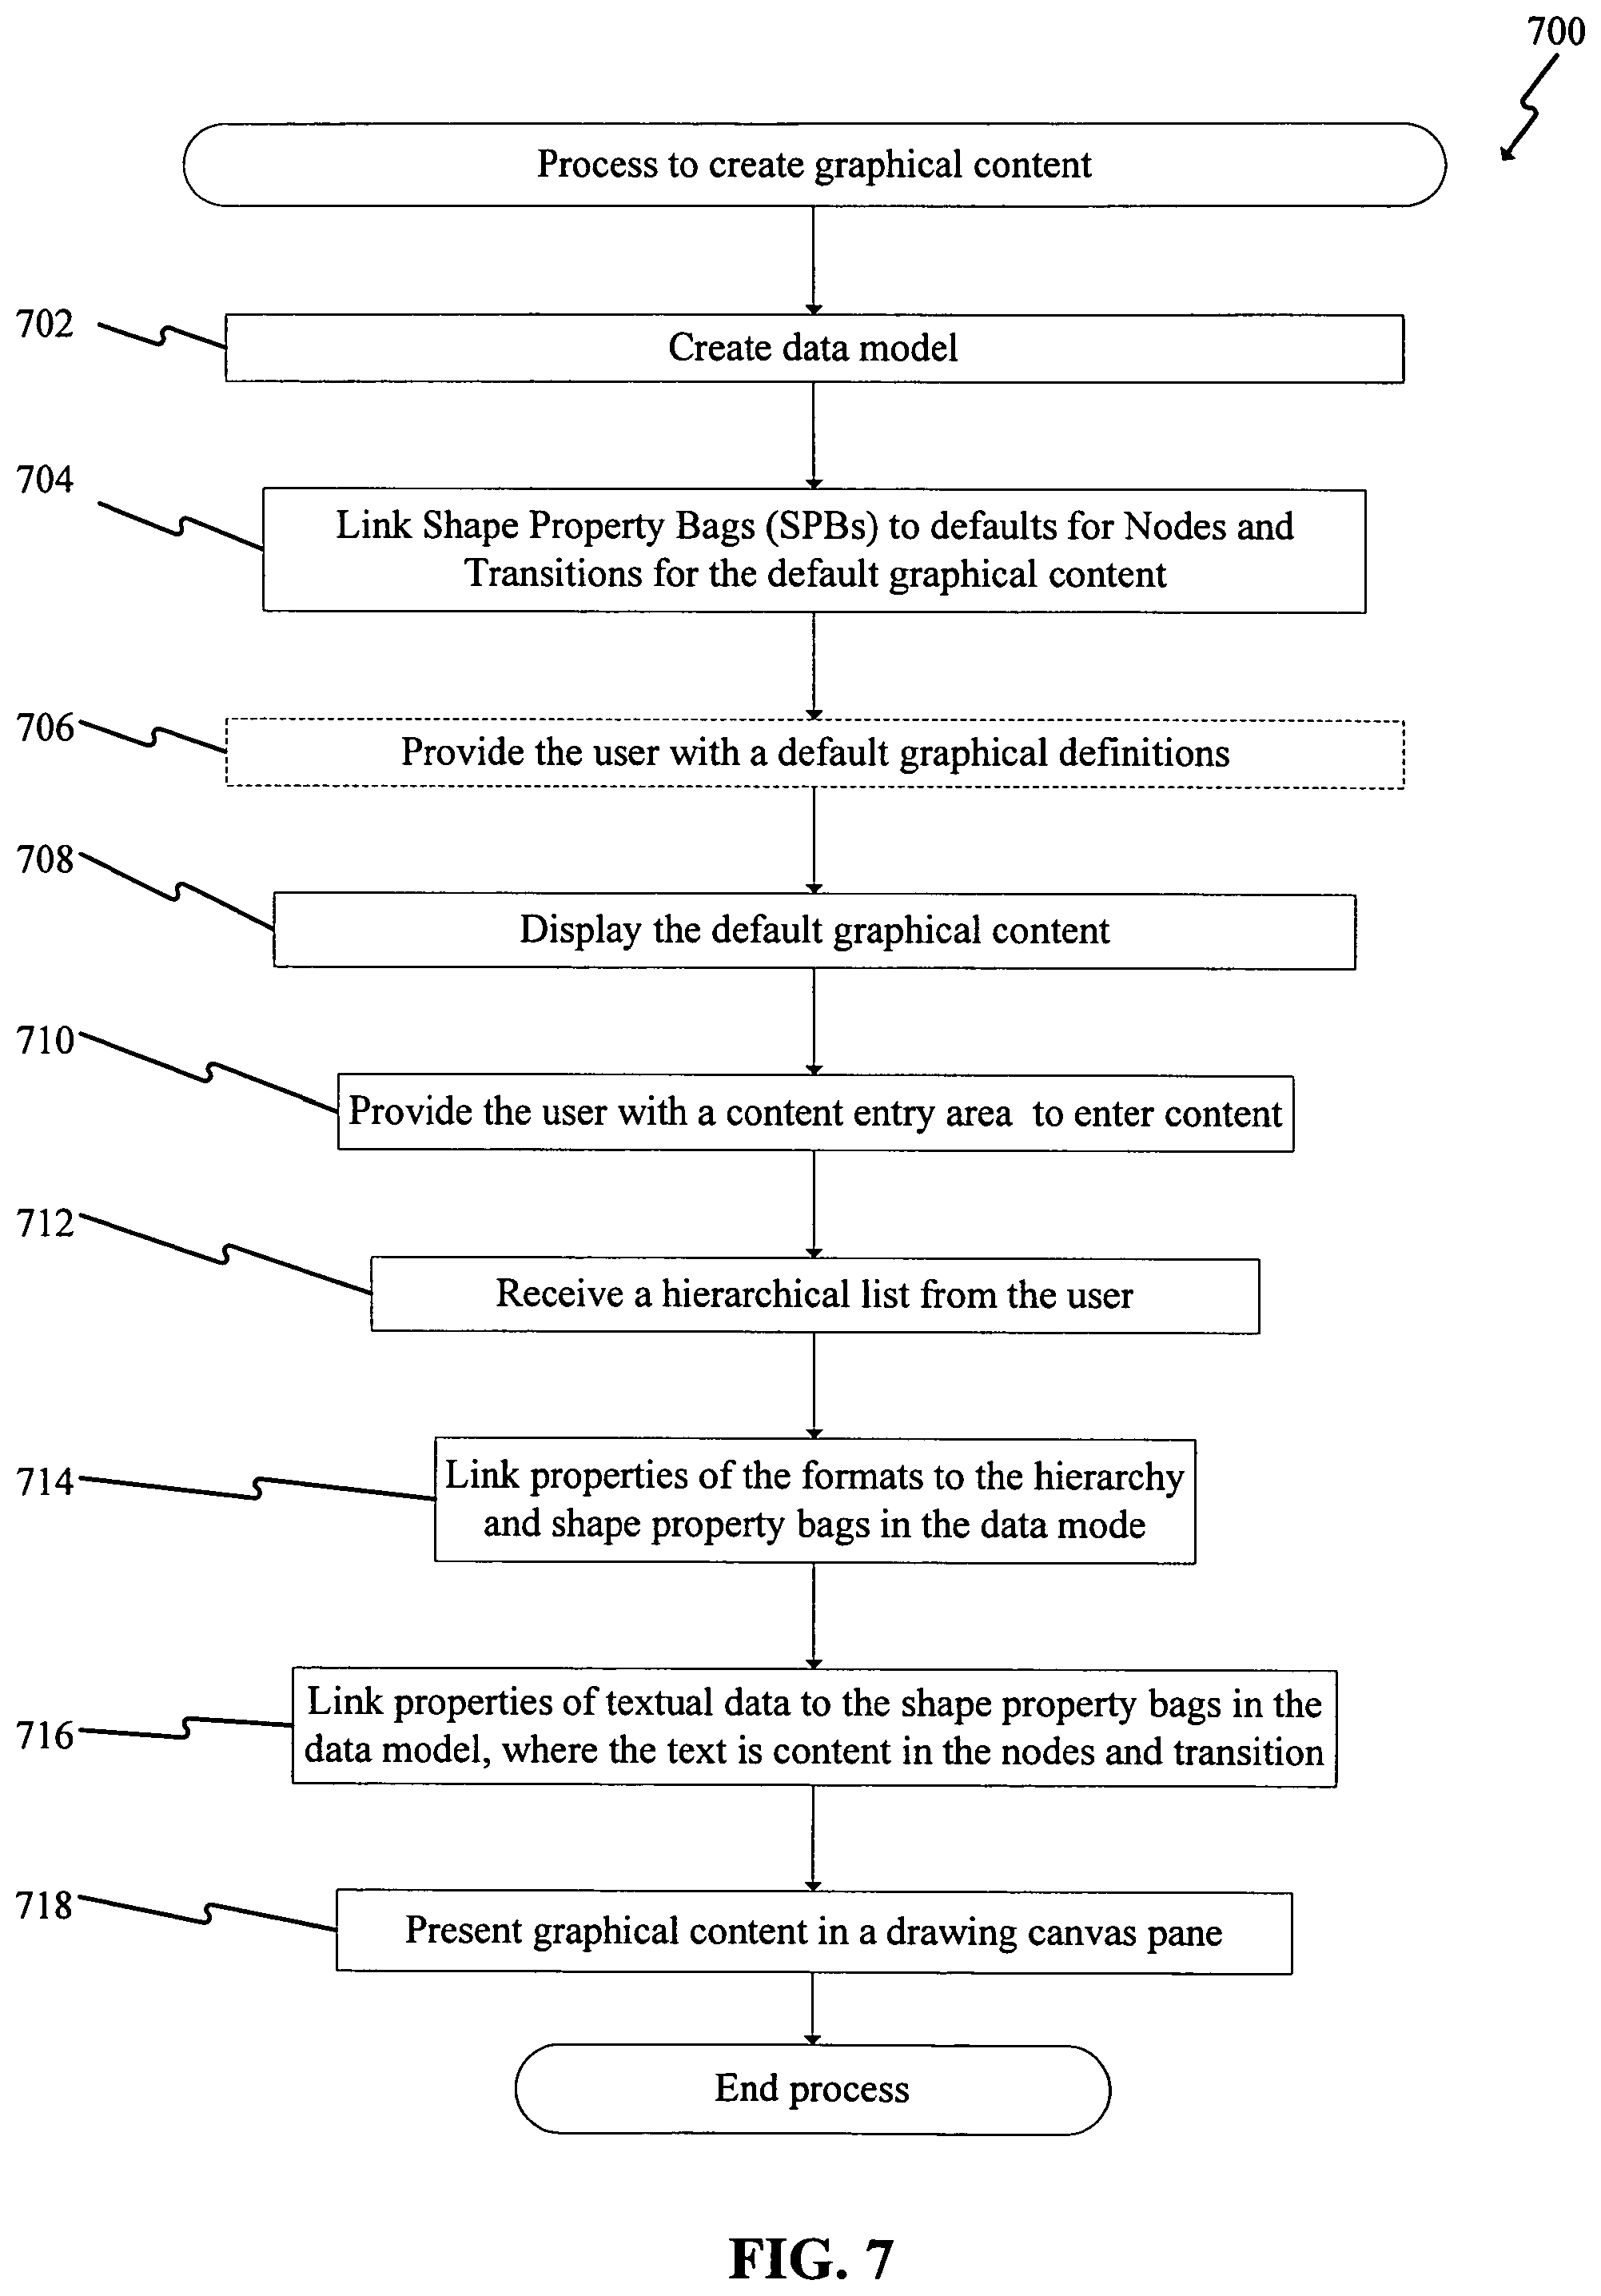 700
Process to create graphical content
702
Create data model
704
Link Shape Property Bags (SPBs) to defaults for Nodes and
Transitions for the default graphical content
706
Provide the user with a default graphical definitions
708
Display the default graphical content
710
Provide the user with a content entry area to enter content
712
Receive a hierarchical list from the user
714
Link properties of the formats to the hierarchy
and shape property bags in the data mode
716
Link properties of textual data to the shape property bags in the
data model, where the text is content in the nodes and transition
718
Present graphical content in a drawing canvas pane
End process
FIG. 7